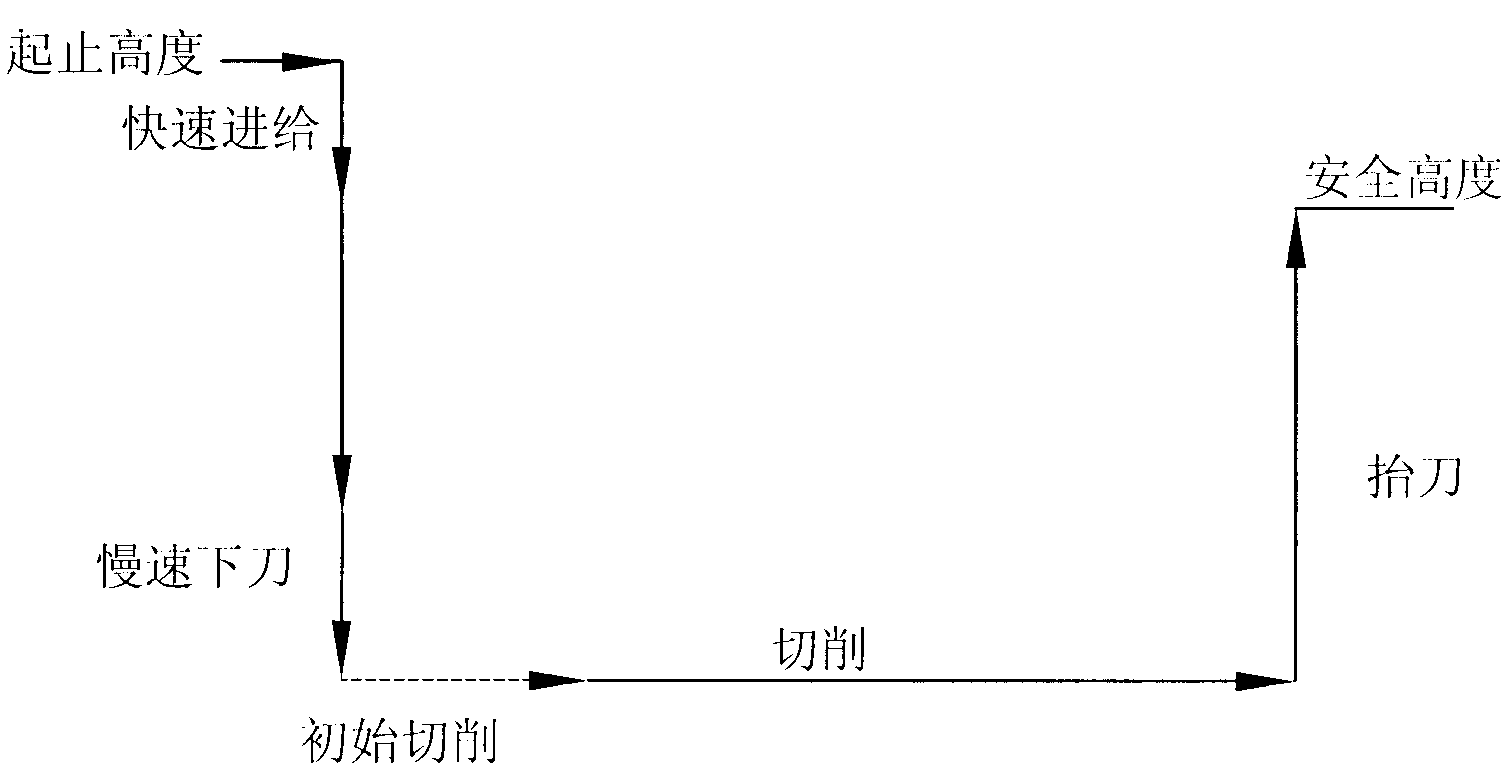 起止高度
快速进给
安全高度
抬刀
慢速下刀
切削
初始切削